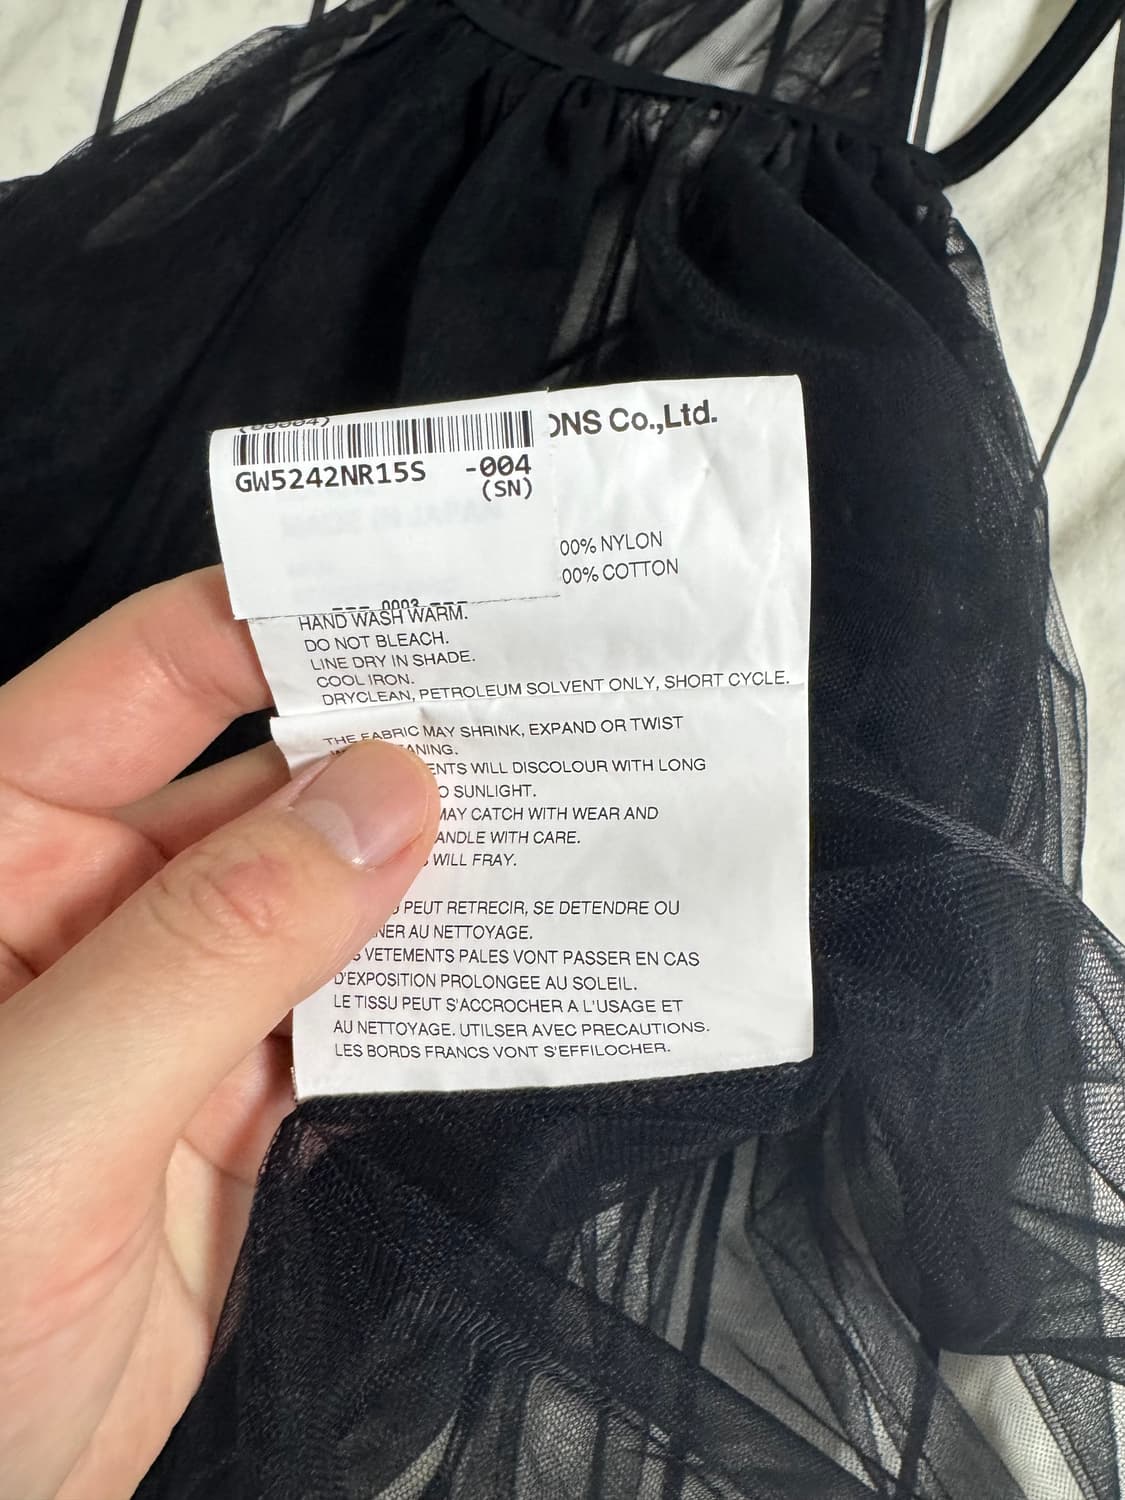 (00004)
ONS Co.,Ltd.
GW5242NR15S -004
(SN)
00% NYLON
00% COTTON
--- 0003 ---
HAND WASH WARM.
DO NOT BLEACH.
LINE DRY IN SHADE.
COOL IRON.
DRYCLEAN, PETROLEUM SOLVENT ONLY, SHORT CYCLE.
THE FABRIC MAY SHRINK, EXPAND OR TWIST
ANING.
ENTS WILL DISCOLOUR WITH LONG
O SUNLIGHT.
MAY CATCH WITH WEAR AND
ANDLE WITH CARE.
WILL FRAY.
PEUT RETRECIR, SE DETENDRE OU
NER AU NETTOYAGE.
VETEMENTS PALES VONT PASSER EN CAS
D'EXPOSITION PROLONGEE AU SOLEIL.
LE TISSU PEUT S'ACCROCHER A L'USAGE ET
AU NETTOYAGE. UTILSER AVEC PRECAUTIONS.
LES BORDS FRANCS VONT S'EFFILOCHER.